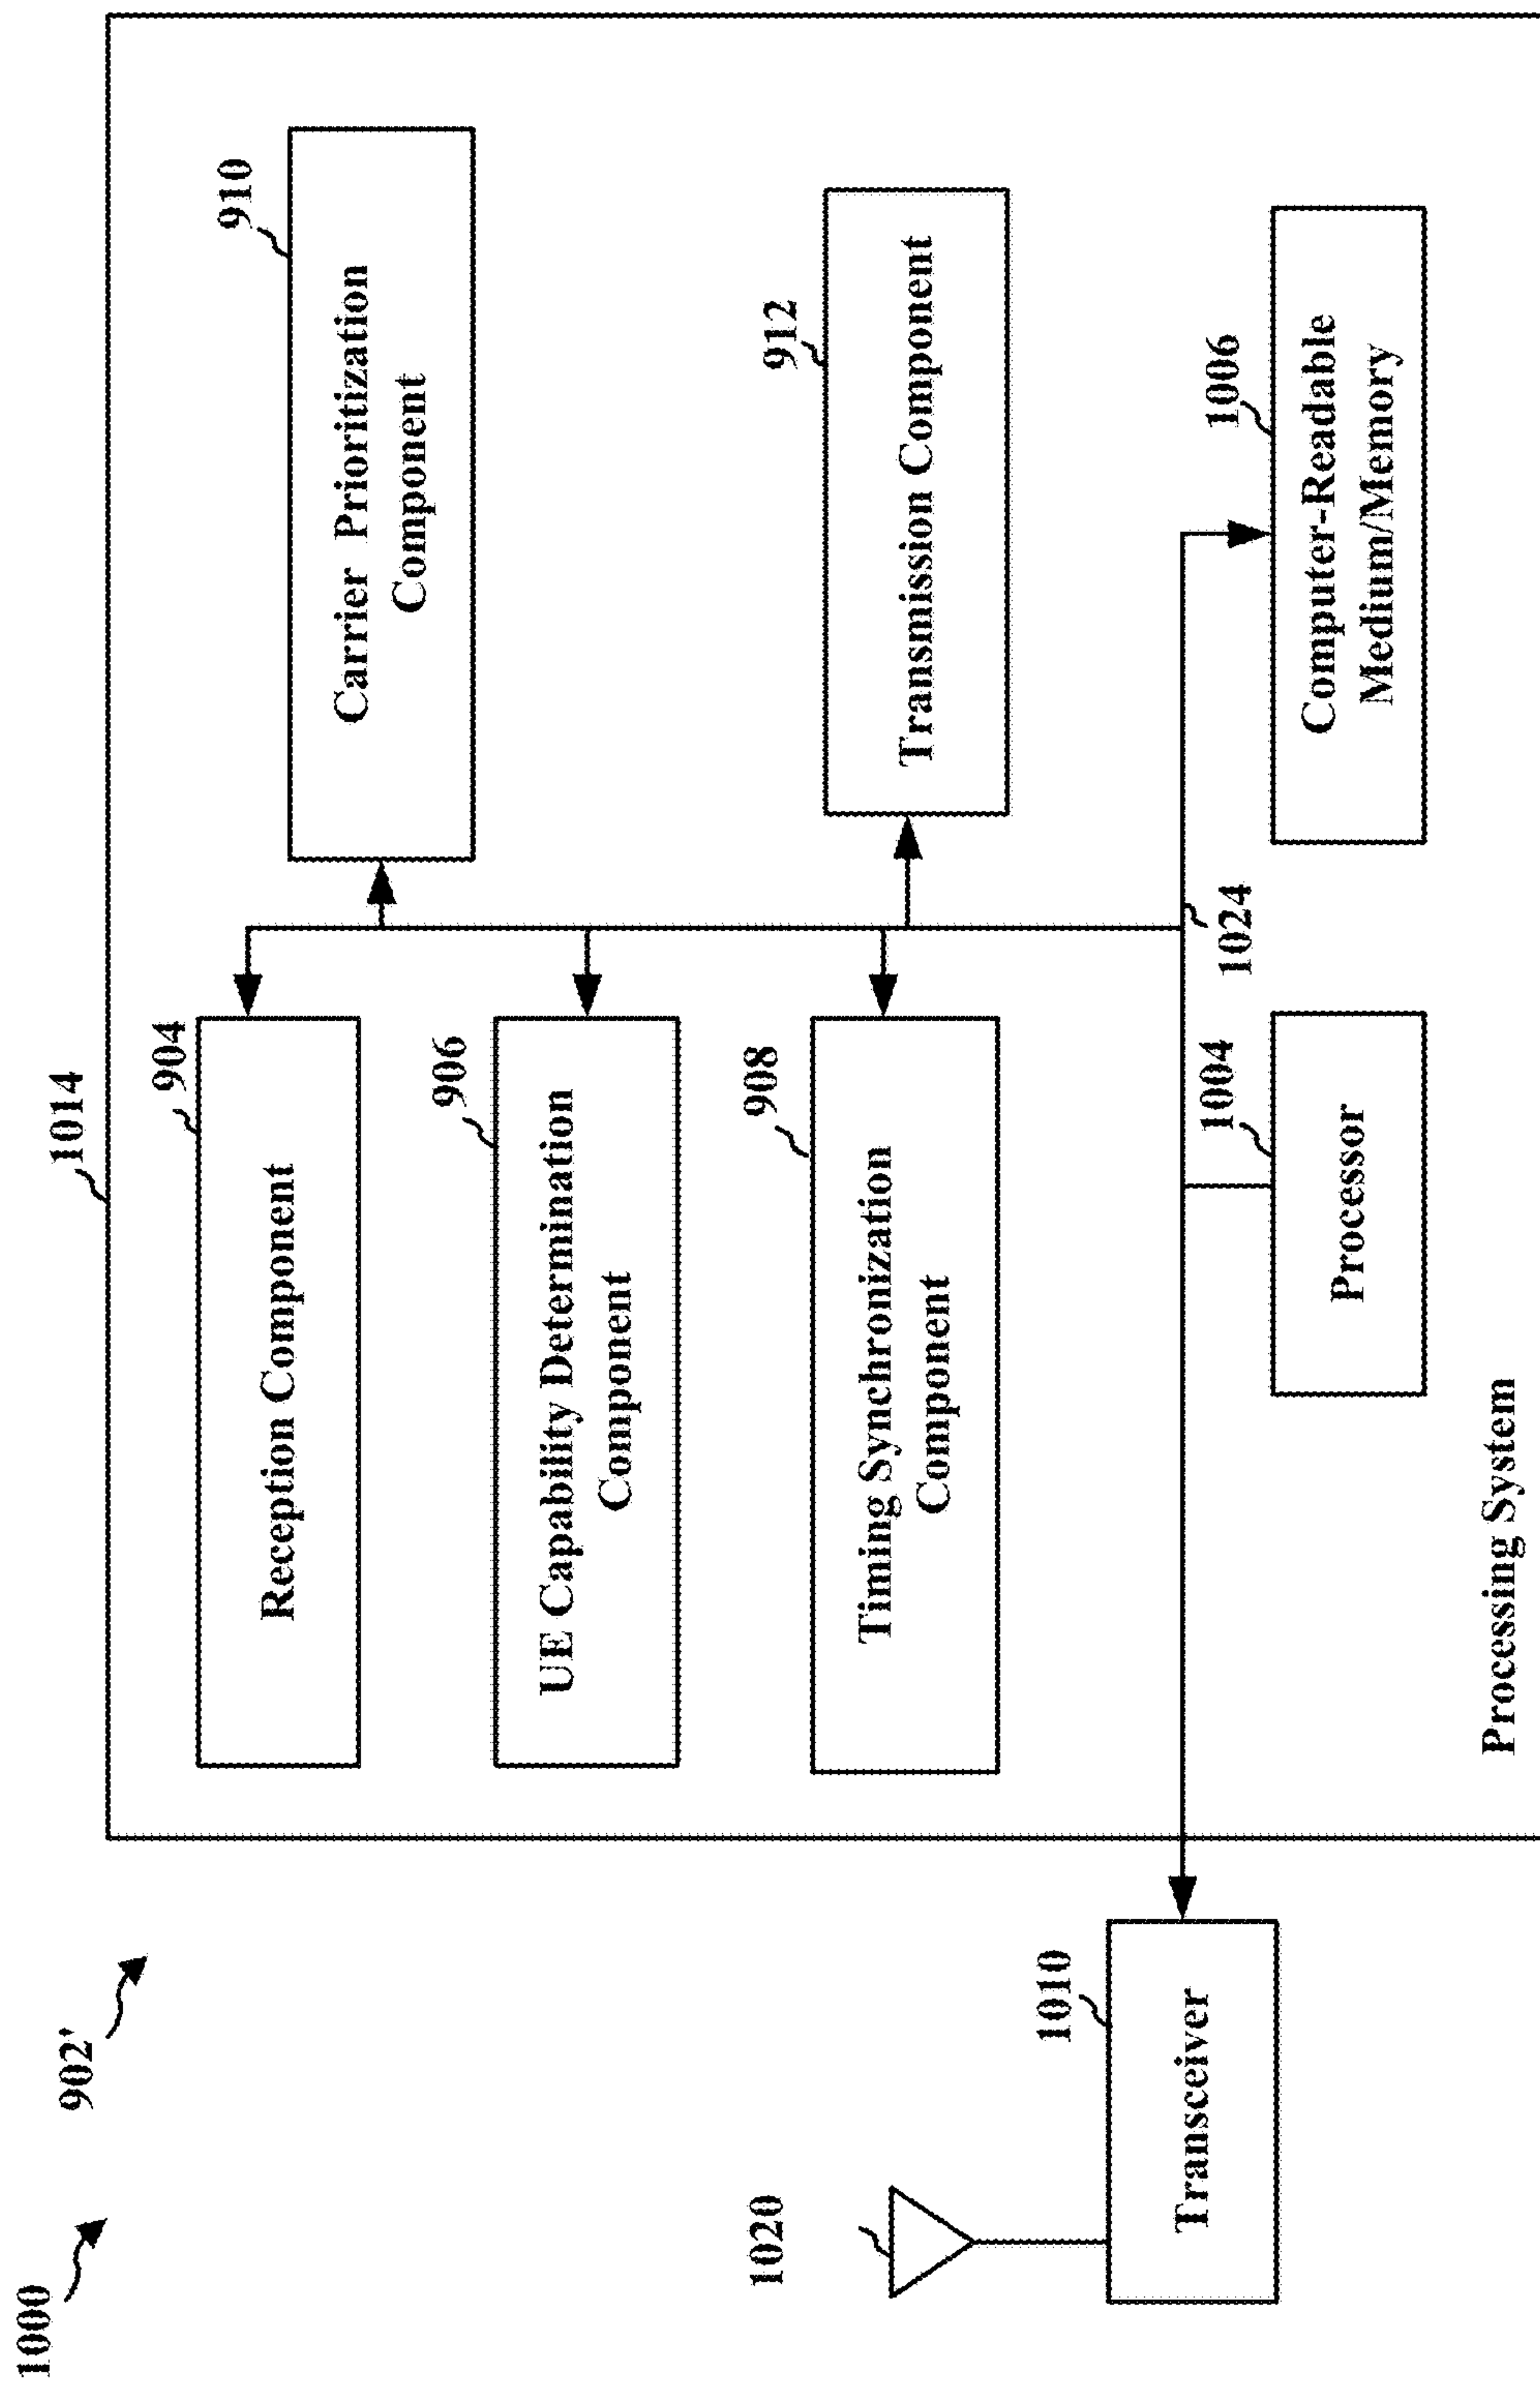 1000
902'
1014
904
Reception Component
910
Carrier Prioritization
Component
906
UE Capability Determination
Component
908
Timing Synchronization
Component
912
Transmission Component
1020
1010
Transceiver
1024
1004
Processor
1006
Computer-Readable
Medium/Memory
Processing System